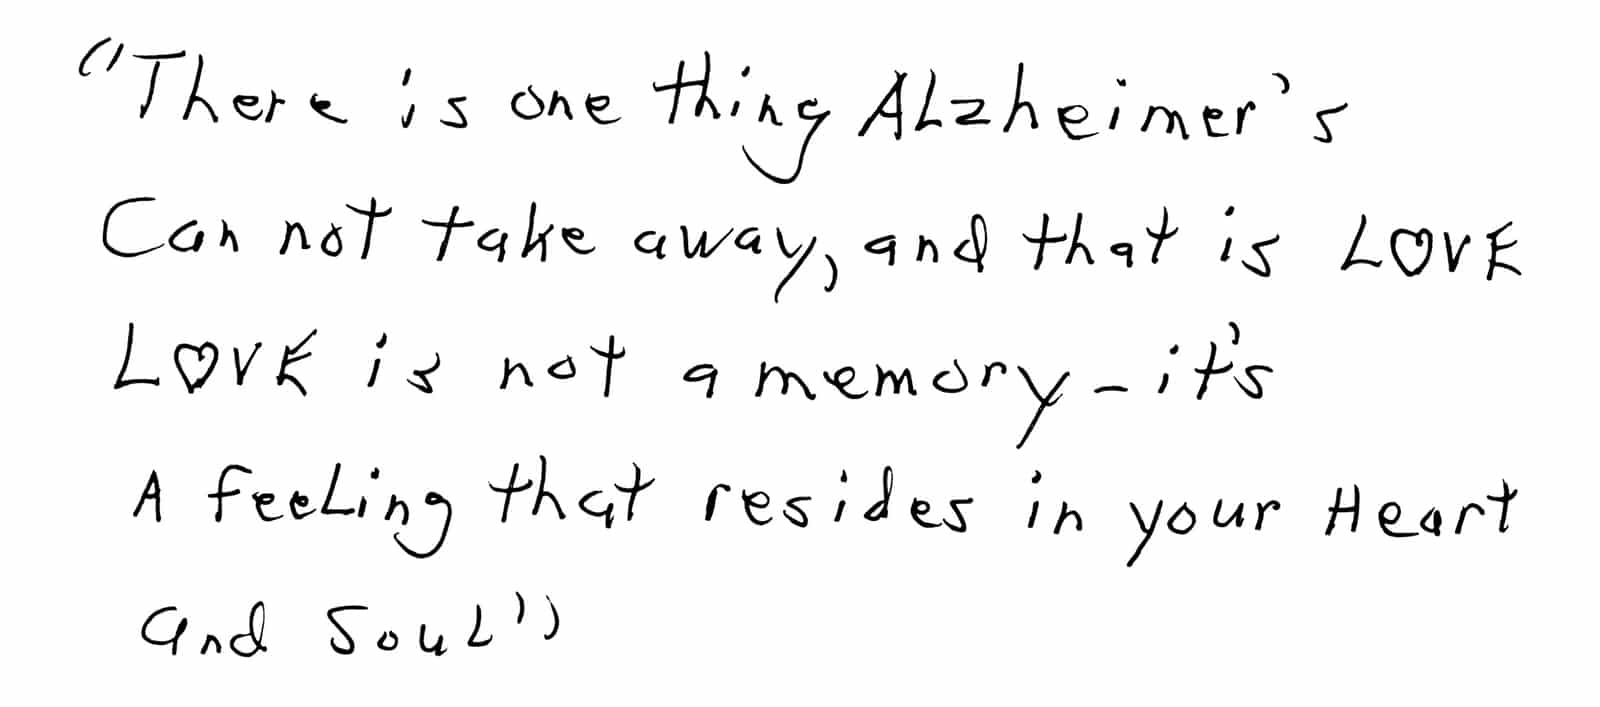 "There is one thing ALzheimer's
Can not take away, and that is LOVE
LOVE is not a memory - it's
A feeLing that resides in your Heart
and SouL"